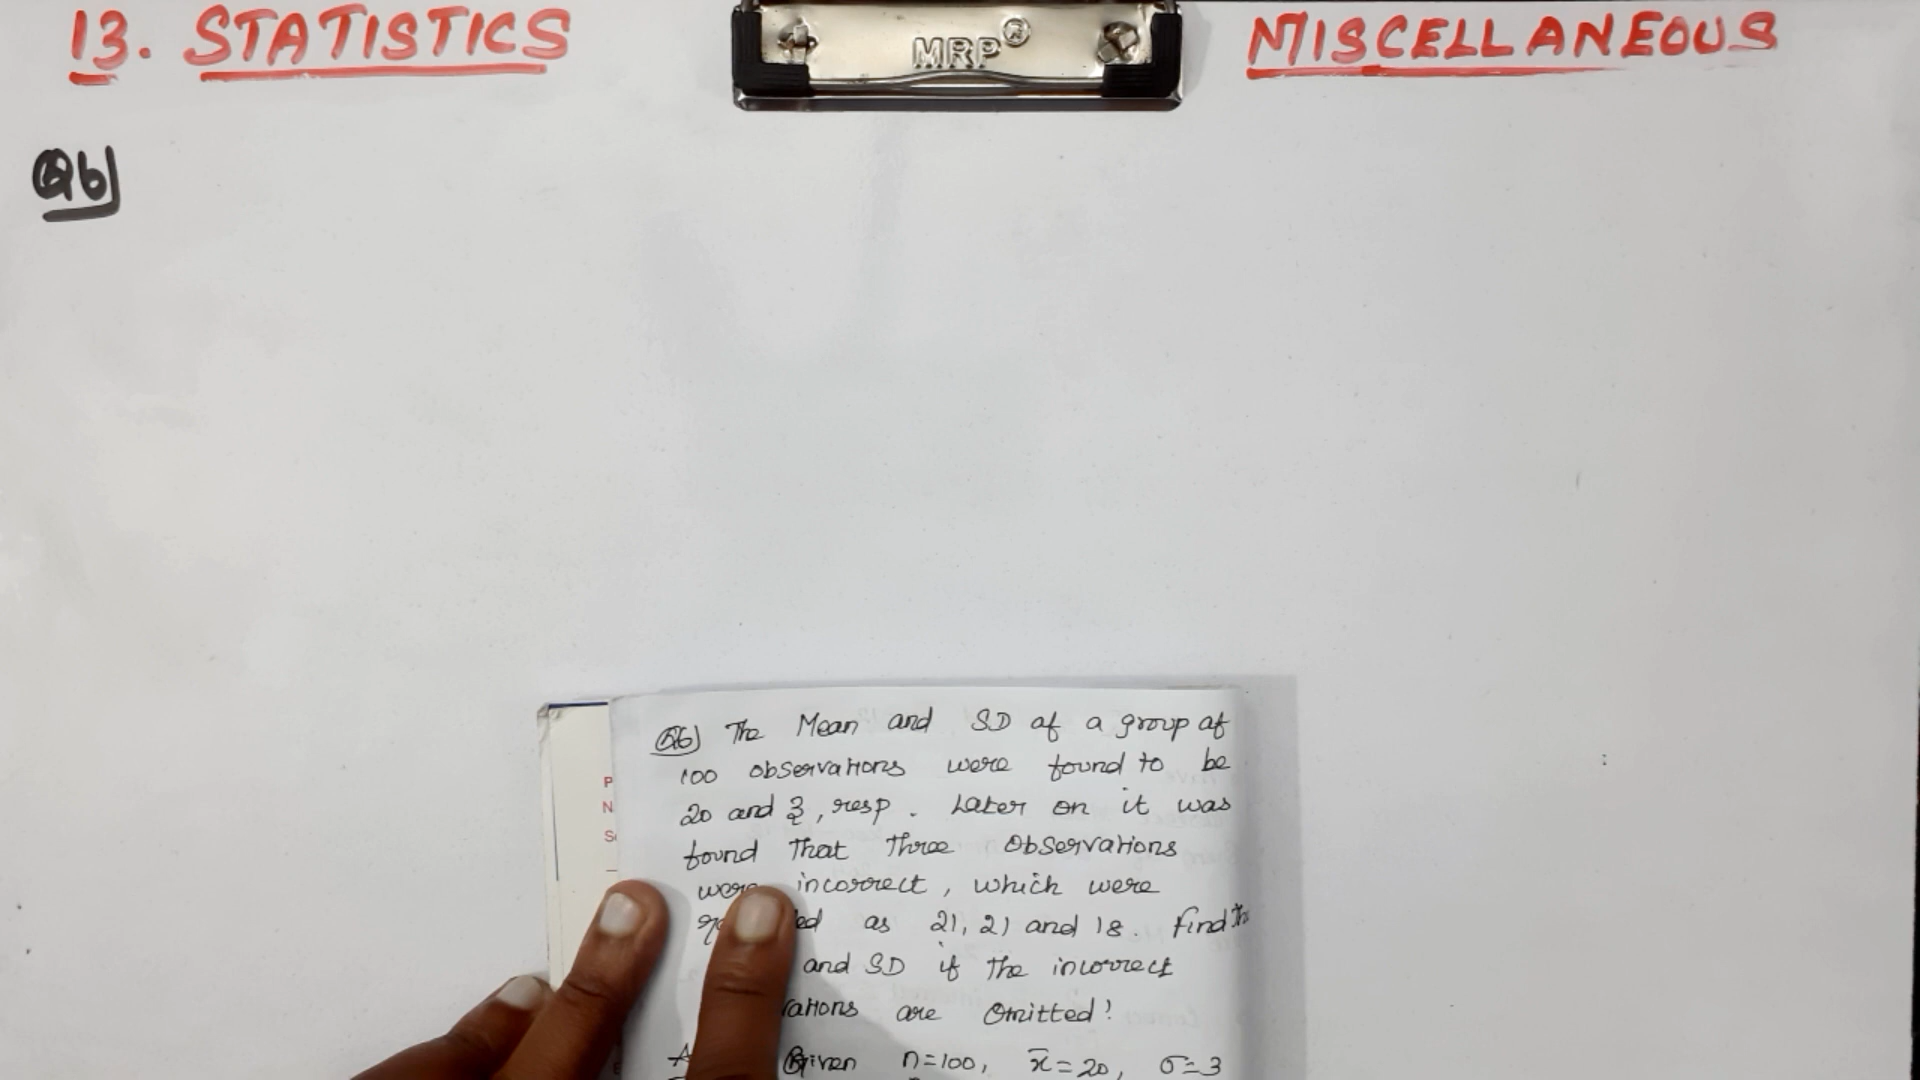 13. STATISTICS
MRP®
MISCELLANEOUS
Q6)
Q6) The Mean and SD of a group of
100 observations were found to be
20 and 3, resp. Later on it was
found that three observations
were incorrect, which were
as 21, 21 and 18. Find the
and SD if the incorrect
are omitted!
Given n=100, x̄=20, σ=3
P
N